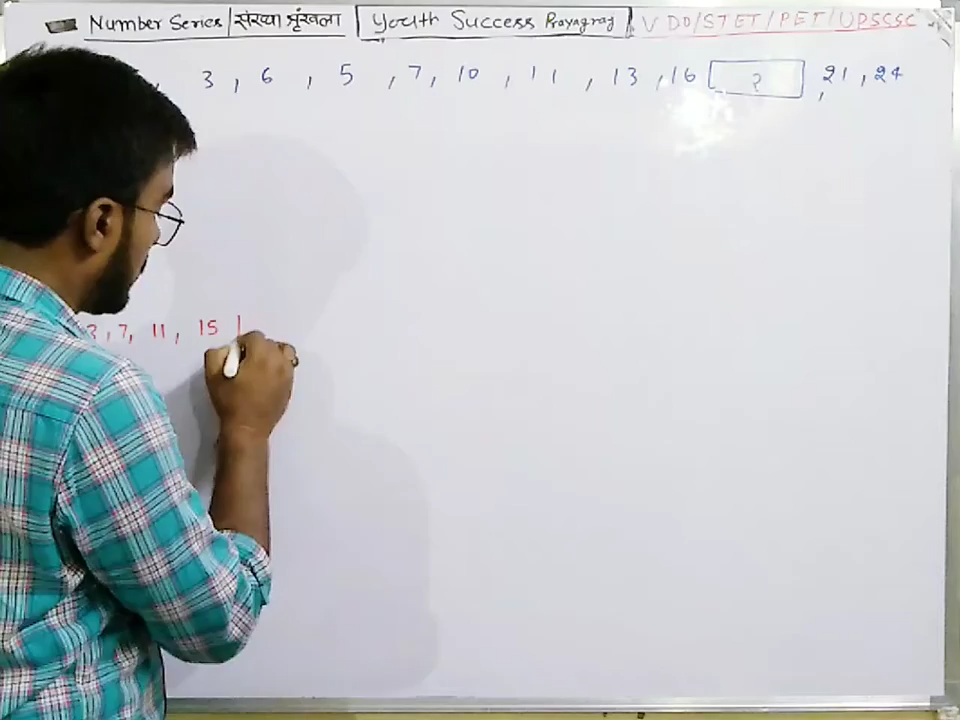 Number Series/संख्या श्रृंखला Youth Success Prayagraj VDO/STET/PET/UPSSSC
, 3, 6, 5, 7, 10, 11, 13, 16 ?, 21, 24
3, 7, 11, 15